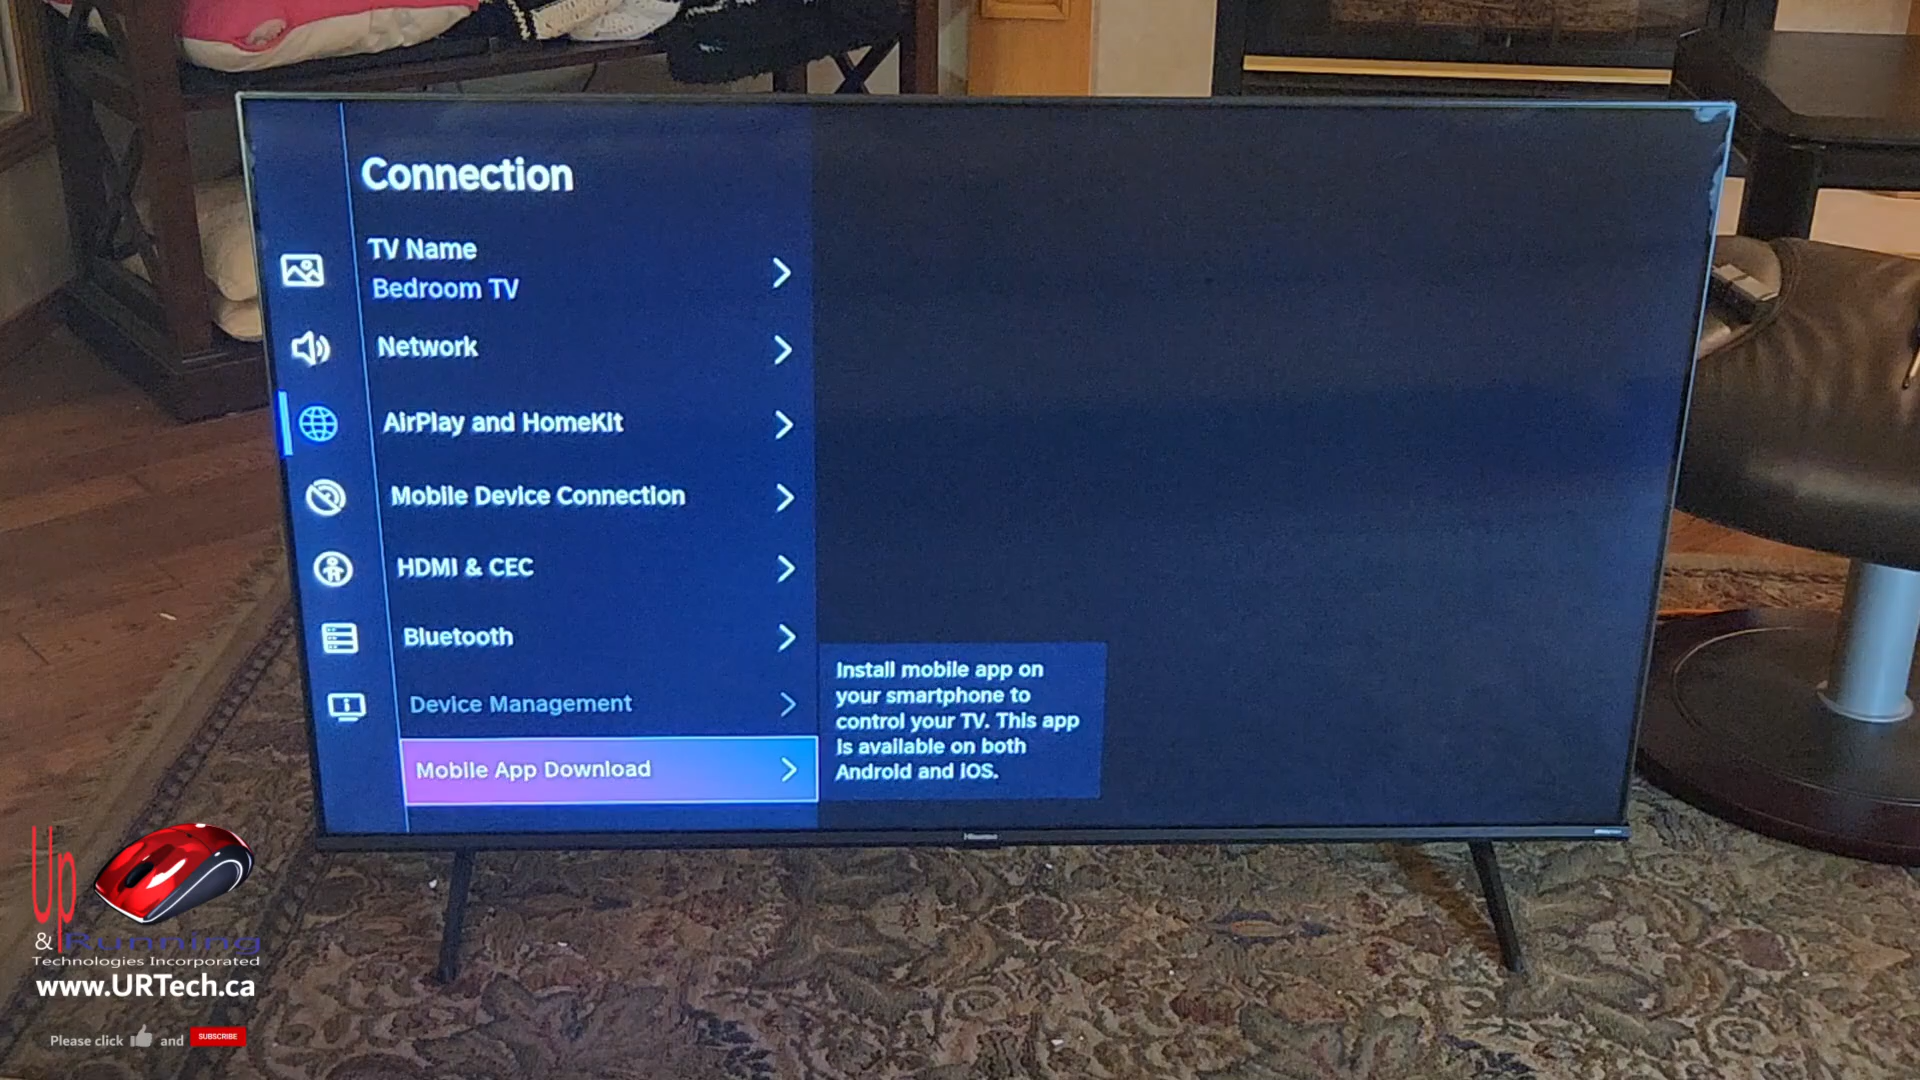 Connection
TV Name
Bedroom TV
Network
AirPlay and HomeKit
Mobile Device Connection
HDMI & CEC
Bluetooth
Device Management
Mobile App Download
Install mobile app on
your smartphone to
control your TV. This app
is available on both
Android and iOS.
Hisense
Up
& Running
Technologies Incorporated
www.URTech.ca
Please click and SUBSCRIBE